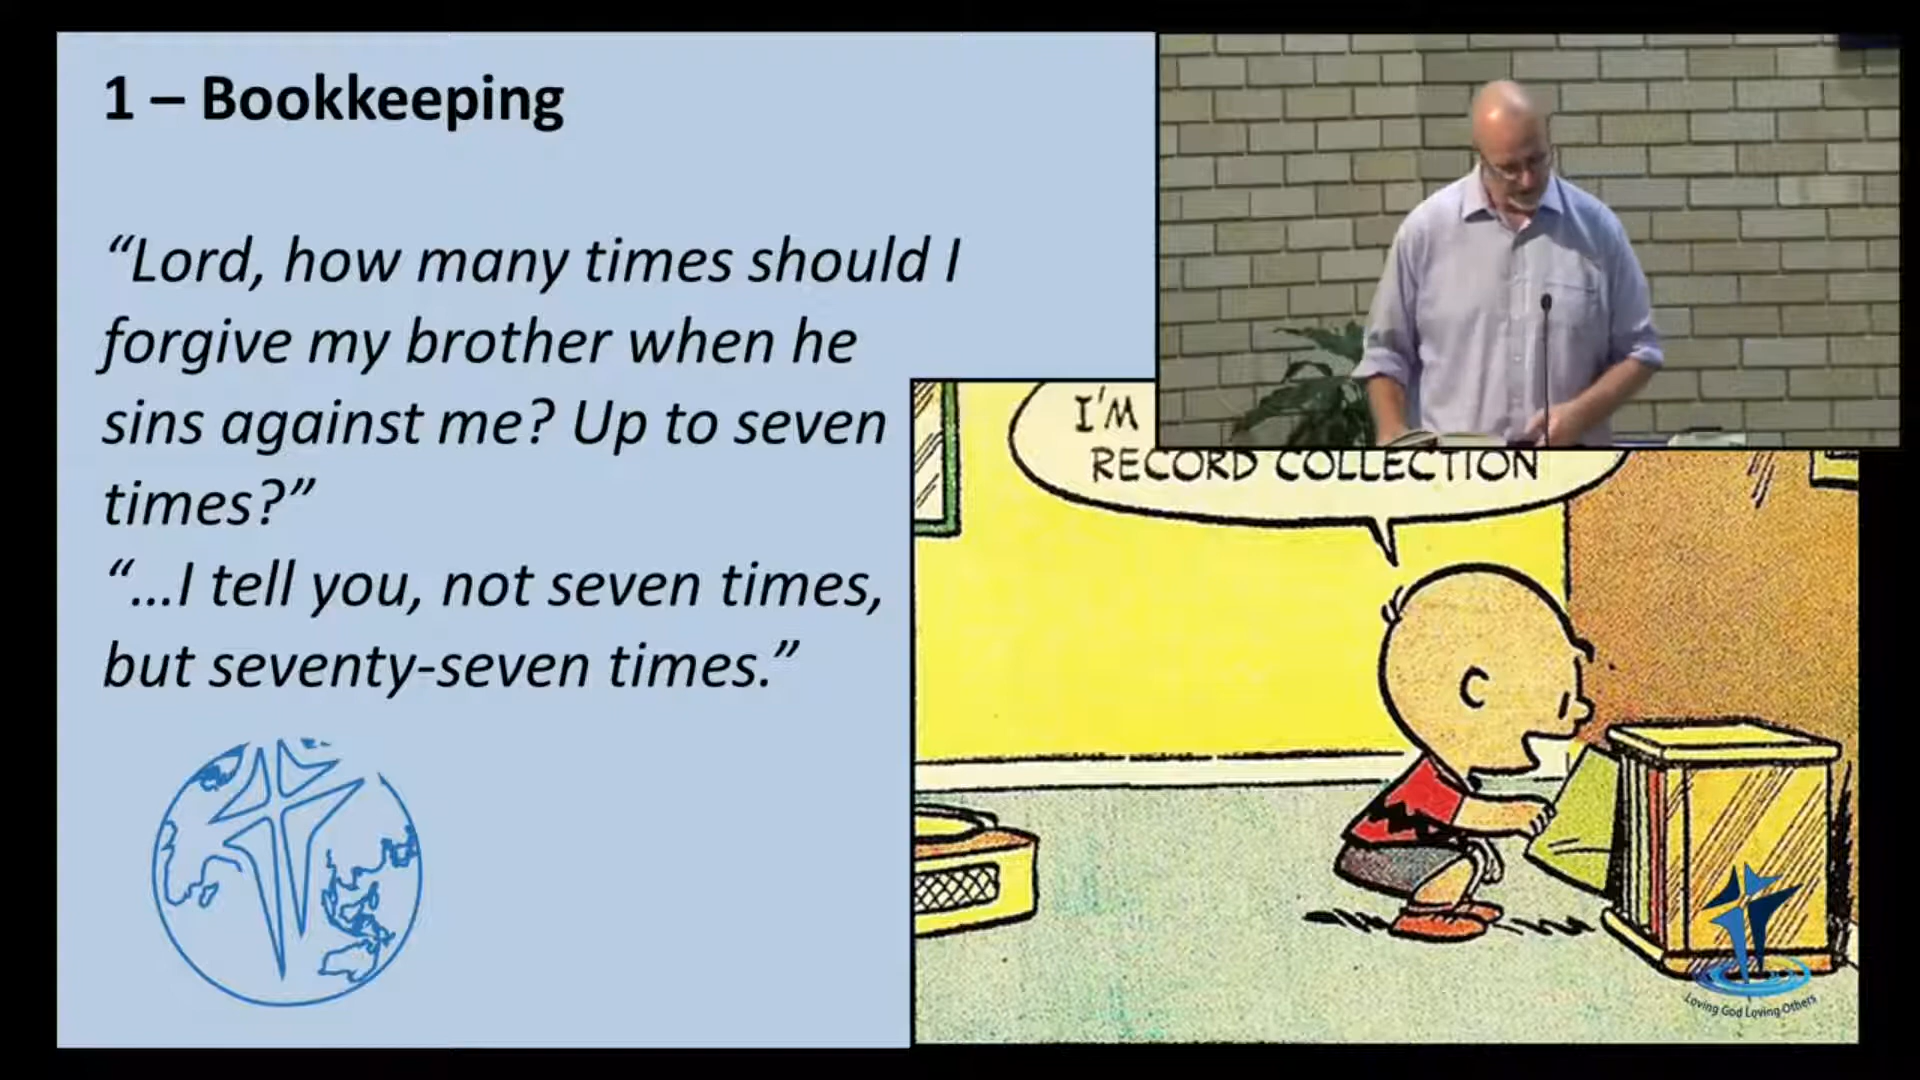 1 – Bookkeeping
“Lord, how many times should I
forgive my brother when he
sins against me? Up to seven
times?”
“…I tell you, not seven times,
but seventy-seven times.”
I'M
RECORD COLLECTION
Loving God Loving Others